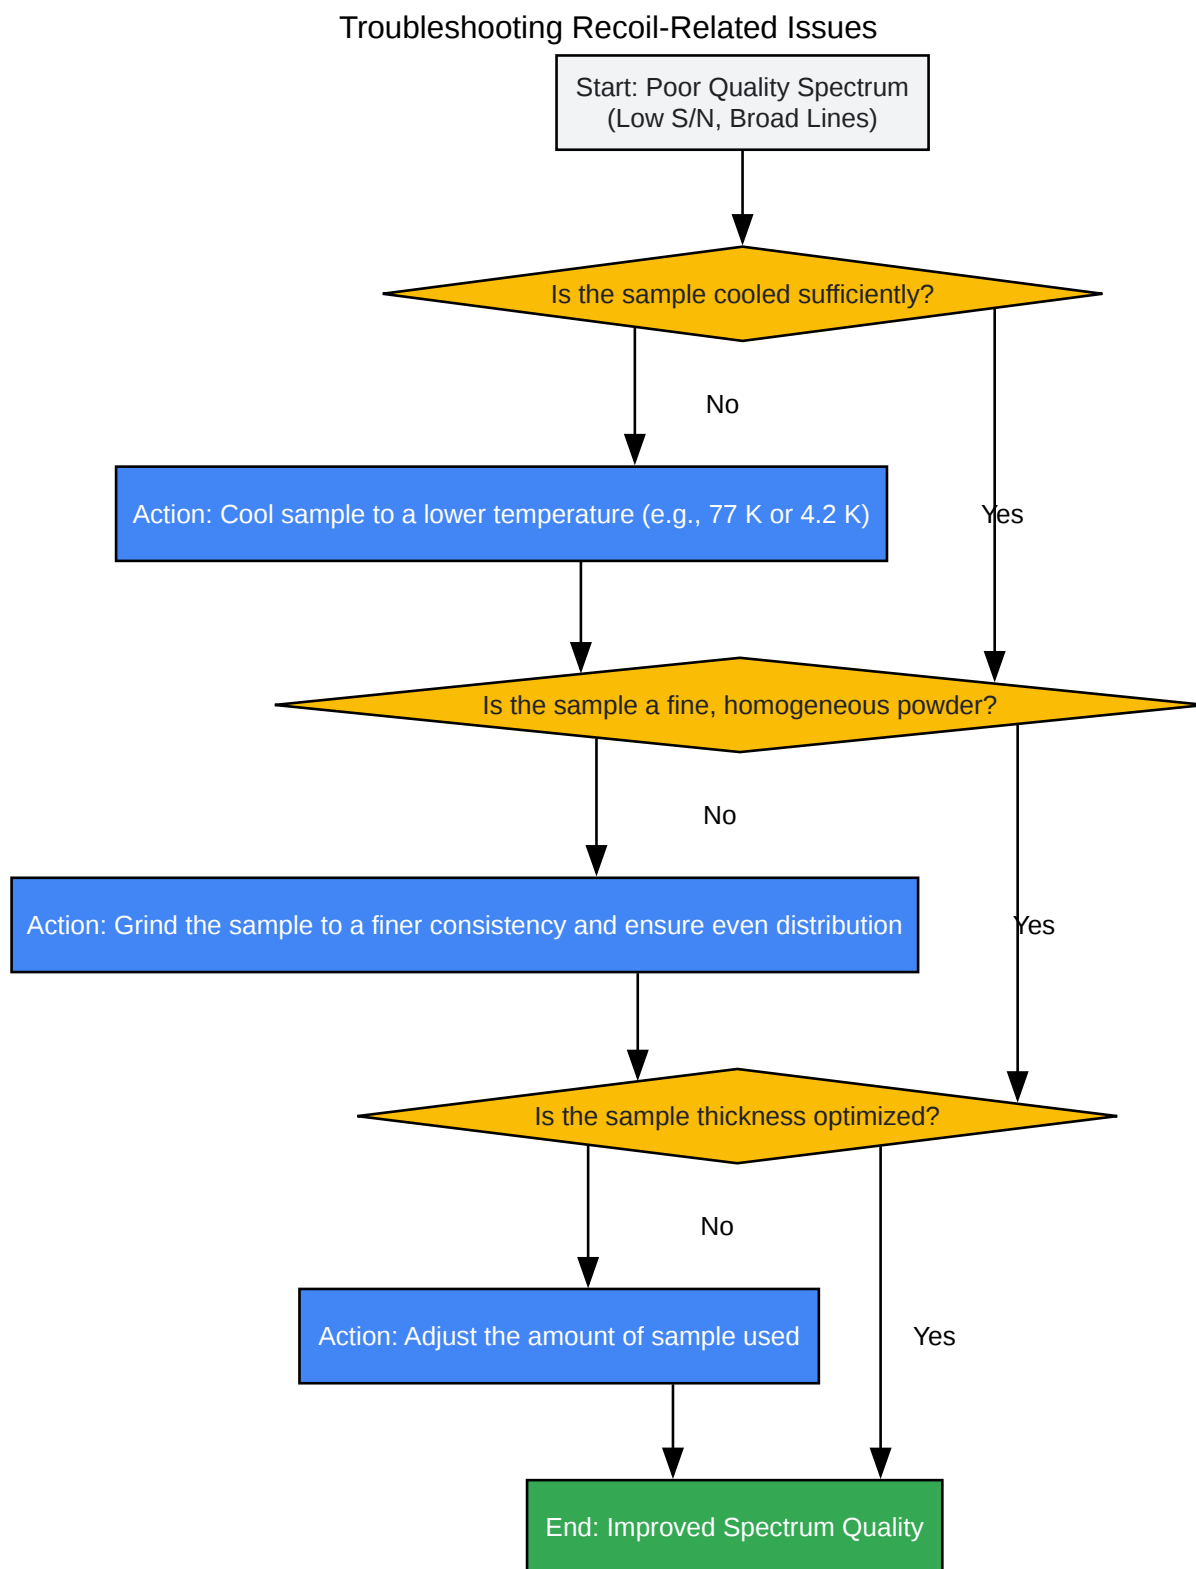 Troubleshooting Recoil-Related Issues
Start: Poor Quality Spectrum
(Low S/N, Broad Lines)
Is the sample cooled sufficiently?
No
Action: Cool sample to a lower temperature (e.g., 77 K or 4.2 K)
Yes
Is the sample a fine, homogeneous powder?
No
Action: Grind the sample to a finer consistency and ensure even distribution
Yes
Is the sample thickness optimized?
No
Action: Adjust the amount of sample used
Yes
End: Improved Spectrum Quality